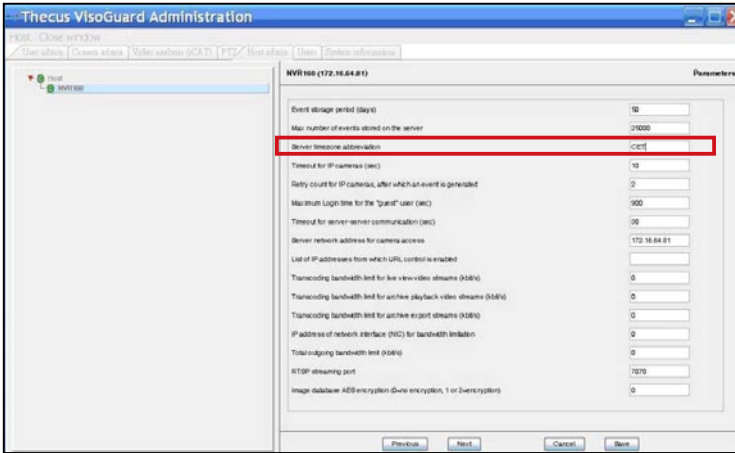 Thecus VisoGuard Administration
Host Close window
User admin Camera admin Video analysis (iCAT) PTZ Host admin Users System information
Host
NVR160
NVR160 (172.16.64.81) Parameters
Event storage period (days) 50
Max number of events stored on the server 25000
Server timezone abbreviation CET
Timeout for IP cameras (sec) 10
Retry count for IP cameras, after which an event is generated 2
Maximum Login time for the "guest" user (sec) 900
Timeout for server-server communication (sec) 30
Server network address for camera access 172.16.64.81
List of IP addresses from which URL control is enabled
Transcoding bandwidth limit for live view video streams (kbit/s) 0
Transcoding bandwidth limit for archive playback video streams (kbit/s) 0
Transcoding bandwidth limit for archive export streams (kbit/s) 0
IP address of network interface (NIC) for bandwidth limitation 0
Total outgoing bandwidth limit (kbit/s) 0
RTSP streaming port 7070
Image database AES encryption (0=no encryption, 1 or 2=encryption) 0
Previous Next Cancel Save